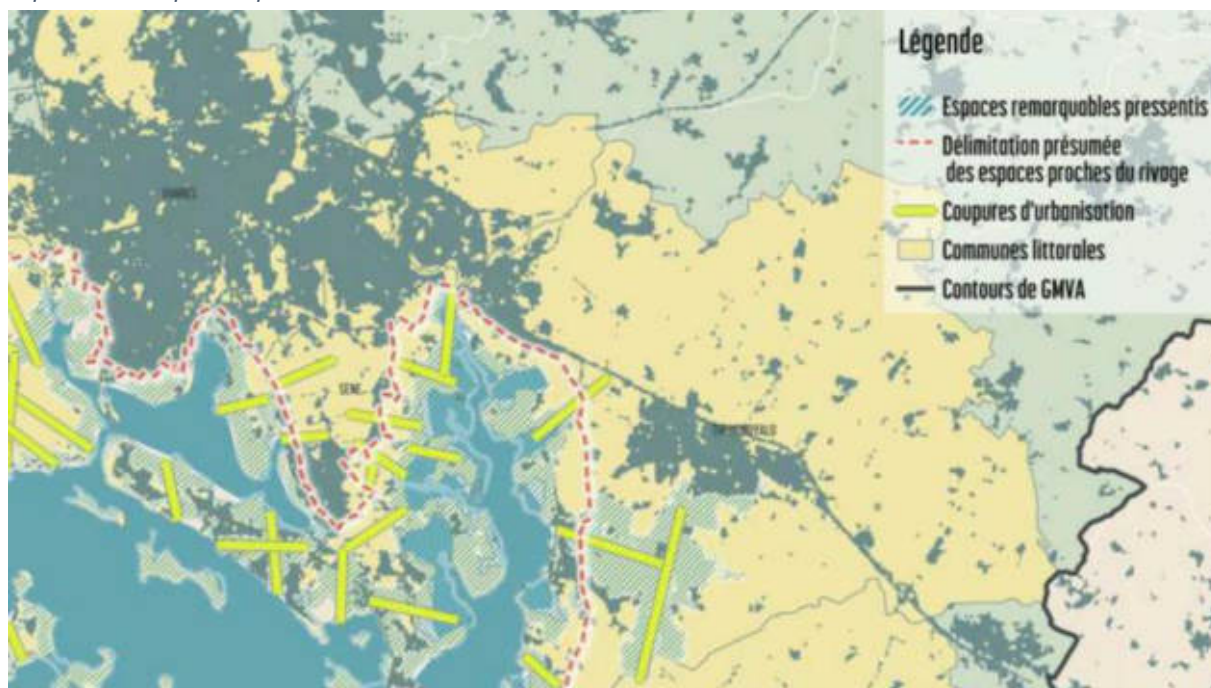 Légende
Espaces remarquables pressentis
Délimitation présumée
des espaces proches du rivage
Coupures d'urbanisation
Communes littorales
Contours de GMVA
SENE